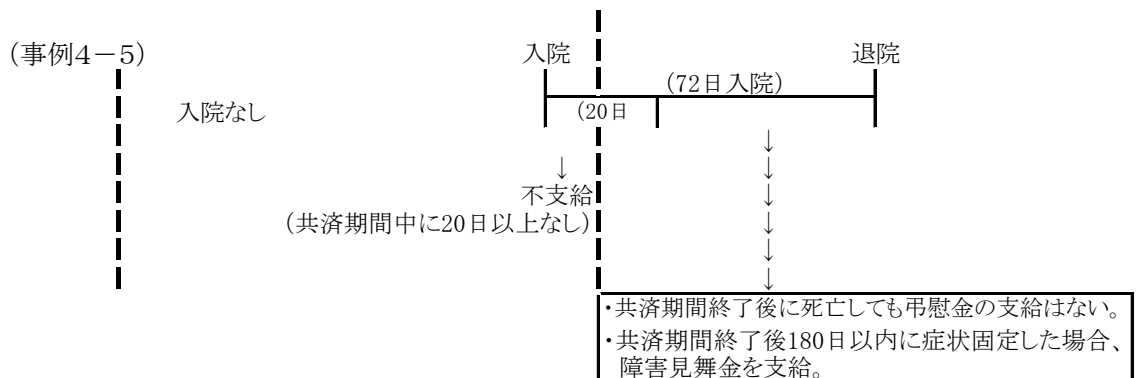 (事例4-5)
入院
退院
(72日入院)
入院なし
(20日
↓
↓
↓
↓
不支給
↓
(共済期間中に20日以上なし)
↓
↓
↓
・共済期間終了後に死亡しても弔慰金の支給はない。
・共済期間終了後180日以内に症状固定した場合、
障害見舞金を支給。